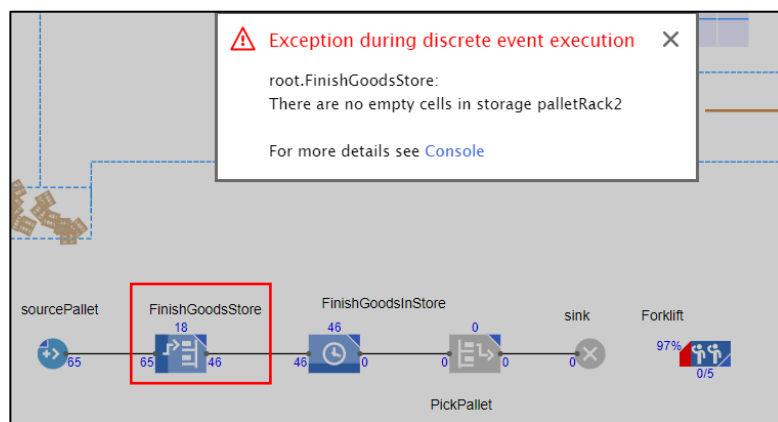 Exception during discrete event execution
root.FinishGoodsStore:
There are no empty cells in storage palletRack2
For more details see Console
sourcePallet FinishGoodsStore FinishGoodsInStore sink Forklift
18 46 0 97%
65 65 46 46 0 0 0 0
0/5
PickPallet